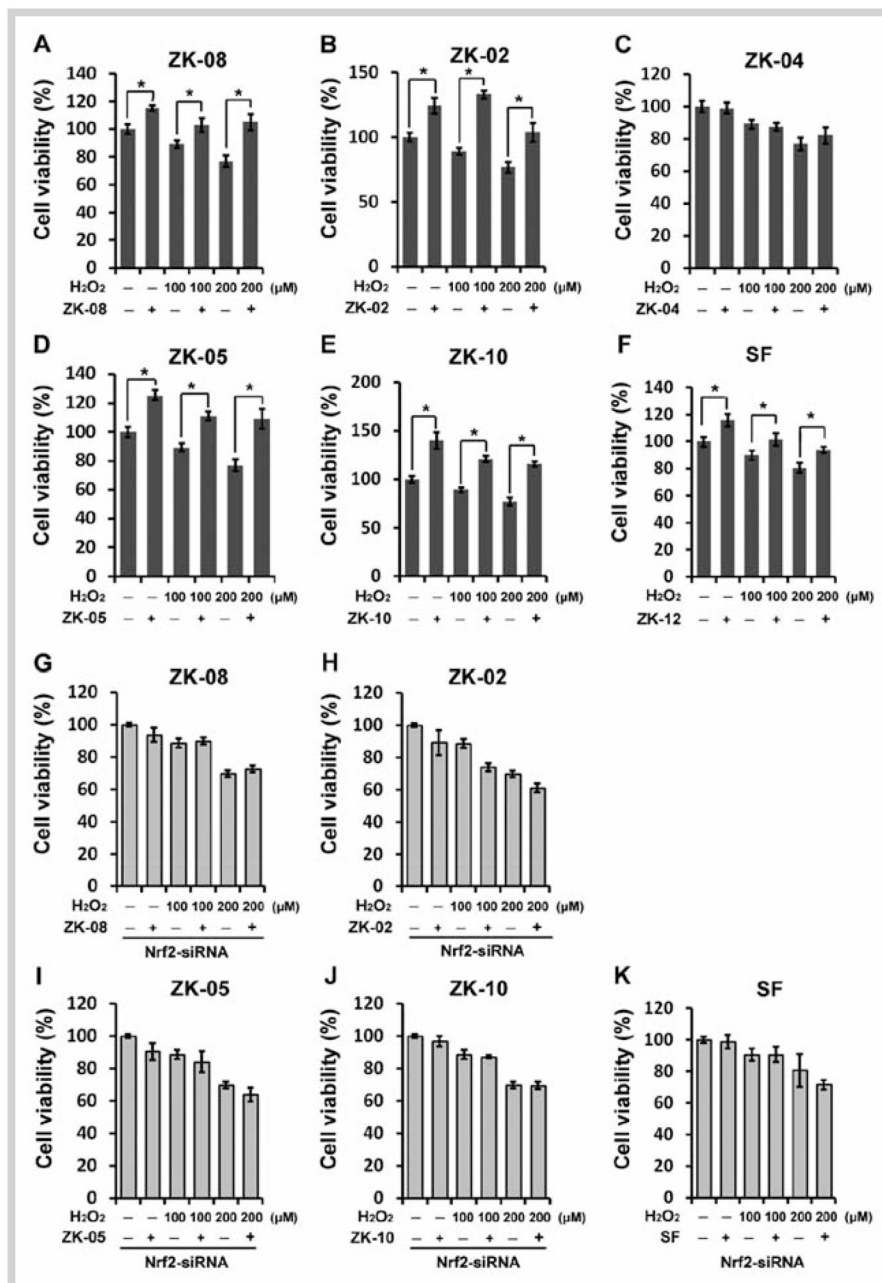 A ZK-08
Cell viability (%)
140
120
100
80
60
40
20
0
* * *
H₂O₂ — — 100 100 200 200 (μM)
ZK-08 — + — + — +
B ZK-02
Cell viability (%)
150
100
50
0
* * *
H₂O₂ — — 100 100 200 200 (μM)
ZK-02 — + — + — +
C ZK-04
Cell viability (%)
120
100
80
60
40
20
0
H₂O₂ — — 100 100 200 200 (μM)
ZK-04 — + — + — +
D ZK-05
Cell viability (%)
140
120
100
80
60
40
20
0
* * *
H₂O₂ — — 100 100 200 200 (μM)
ZK-05 — + — + — +
E ZK-10
Cell viability (%)
200
150
100
50
0
* * *
H₂O₂ — — 100 100 200 200 (μM)
ZK-10 — + — + — +
F SF
Cell viability (%)
140
120
100
80
60
40
20
0
* * *
H₂O₂ — — 100 100 200 200 (μM)
ZK-12 — + — + — +
G ZK-08
Cell viability (%)
120
100
80
60
40
20
0
H₂O₂ — — 100 100 200 200 (μM)
ZK-08 — + — + — +
Nrf2-siRNA
H ZK-02
Cell viability (%)
120
100
80
60
40
20
0
H₂O₂ — — 100 100 200 200 (μM)
ZK-02 — + — + — +
Nrf2-siRNA
I ZK-05
Cell viability (%)
120
100
80
60
40
20
0
H₂O₂ — — 100 100 200 200 (μM)
ZK-05 — + — + — +
Nrf2-siRNA
J ZK-10
Cell viability (%)
120
100
80
60
40
20
0
H₂O₂ — — 100 100 200 200 (μM)
ZK-10 — + — + — +
Nrf2-siRNA
K SF
Cell viability (%)
120
100
80
60
40
20
0
H₂O₂ — — 100 100 200 200 (μM)
SF — + — + — +
Nrf2-siRNA